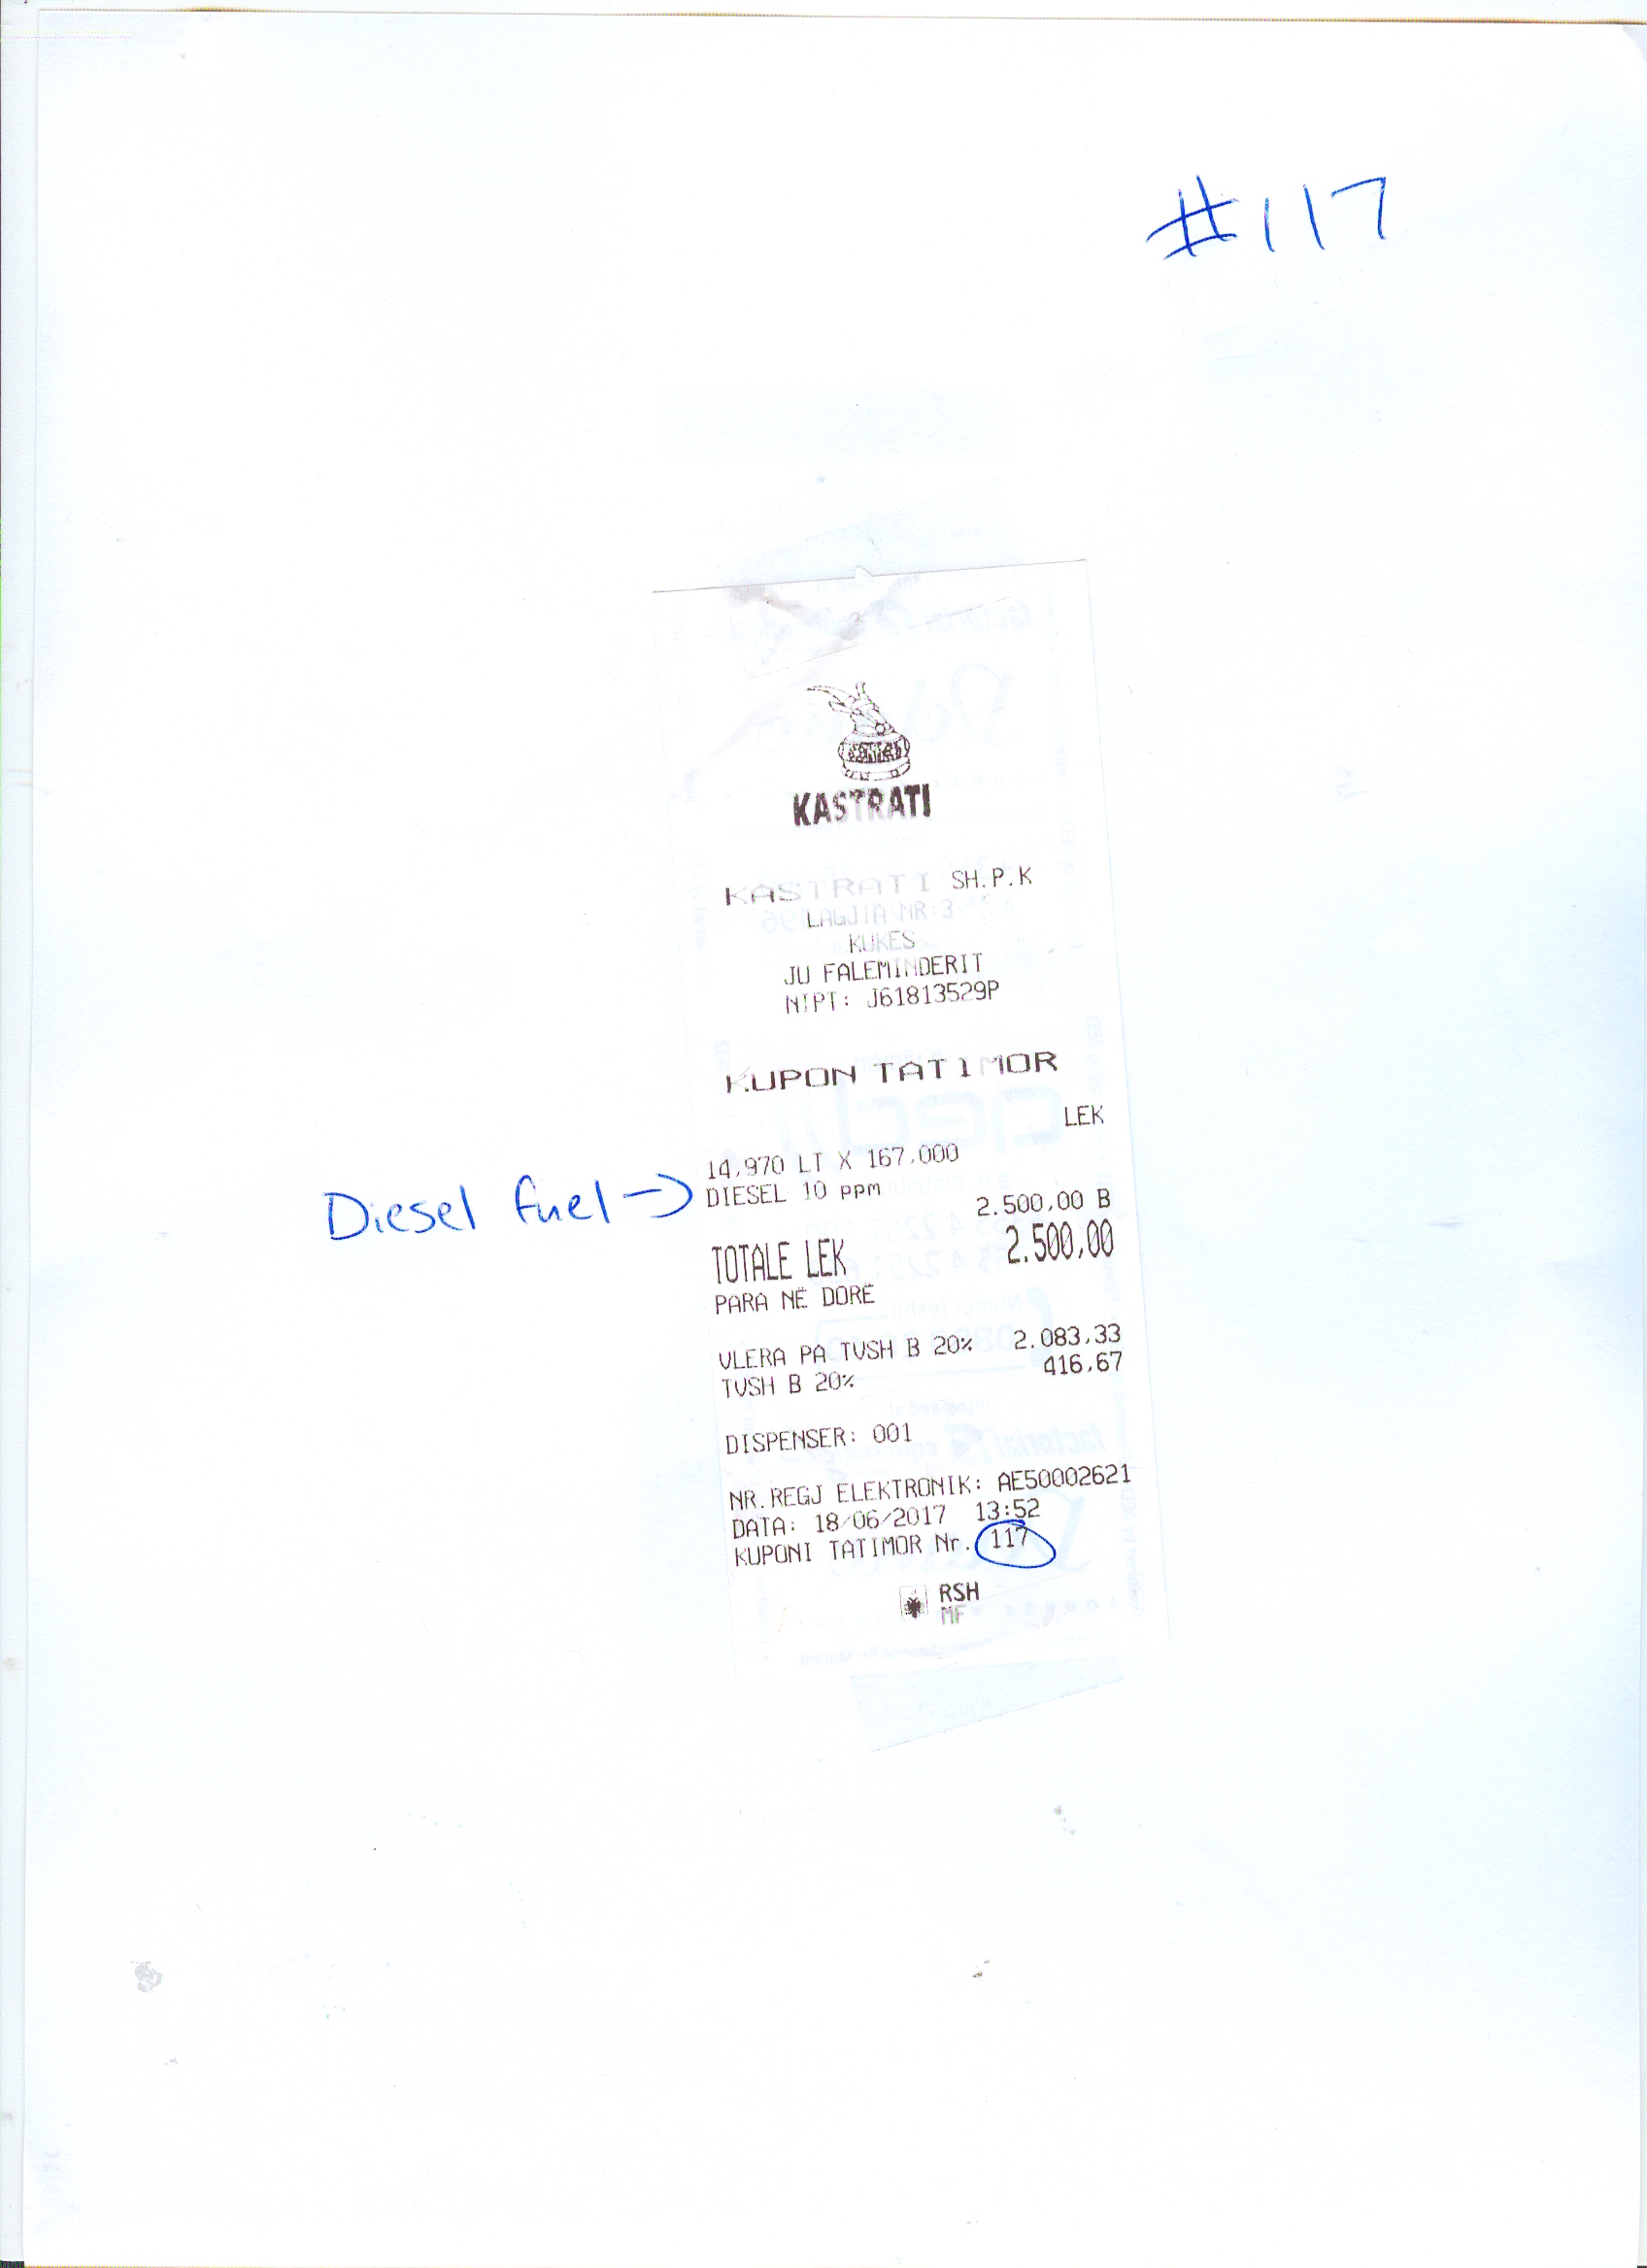 #117
KASTRATI
KASTRATI SH.P.K
LAGJIA NR:3
KUKES
JU FALEMINDERIT
NIPT: J61813529P
KUPON TATIMOR
LEK
14,970 LT X 167,000
Diesel fuel → DIESEL 10 ppm 2.500,00 B
TOTALE LEK 2.500,00
PARA NË DORË
VLERA PA TVSH B 20% 2.083,33
TVSH B 20% 416,67
DISPENSER: 001
NR.REGJ ELEKTRONIK: AE50002621
DATA: 18/06/2017 13:52
KUPONI TATIMOR Nr. 117
RSH
MF